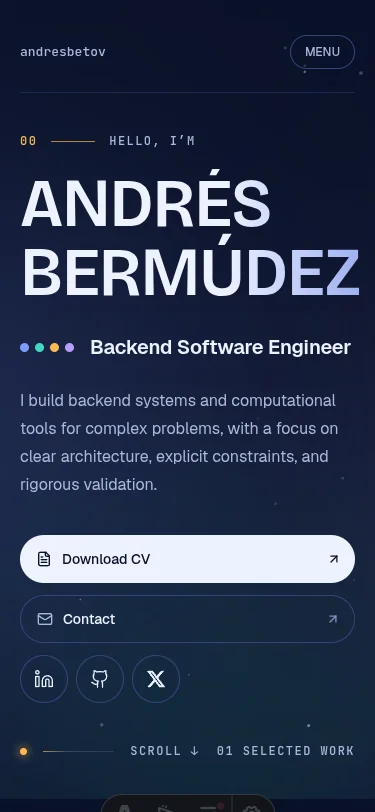 andresbetov
MENU
00 HELLO, I’M
ANDRÉS
BERMÚDEZ
Backend Software Engineer
I build backend systems and computational
tools for complex problems, with a focus on
clear architecture, explicit constraints, and
rigorous validation.
Download CV
Contact
SCROLL ↓ 01 SELECTED WORK